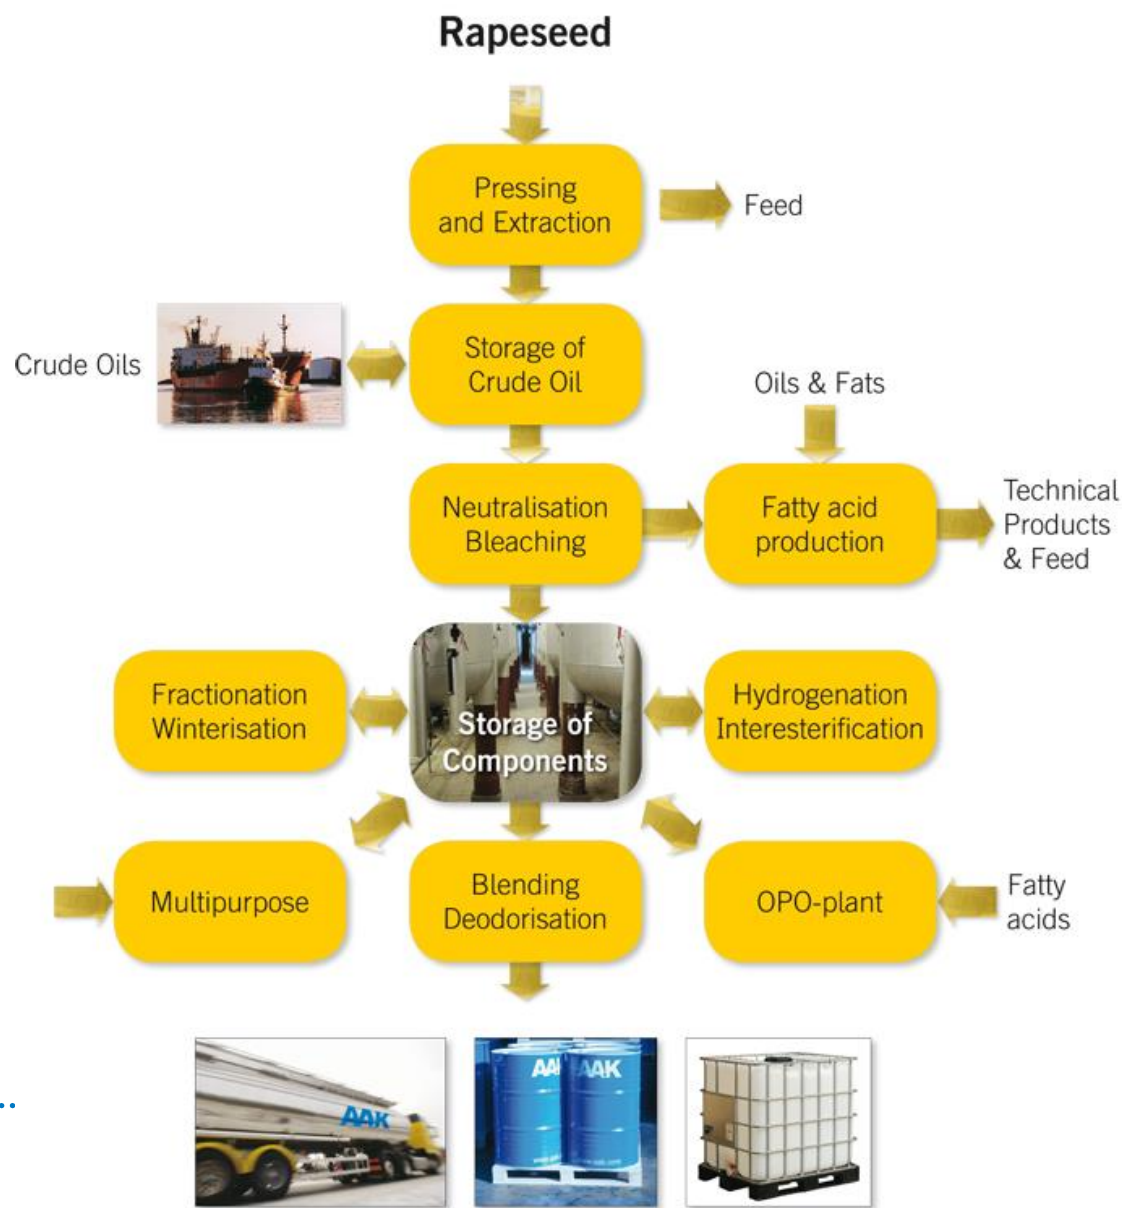 Rapeseed
Pressing
and Extraction
Feed
Crude Oils
Storage of
Crude Oil
Oils & Fats
Neutralisation
Bleaching
Fatty acid
production
Technical
Products
& Feed
Fractionation
Winterisation
Storage of
Components
Hydrogenation
Interesterification
Multipurpose
Blending
Deodorisation
OPO-plant
Fatty
acids
AAK
AAK
AAK